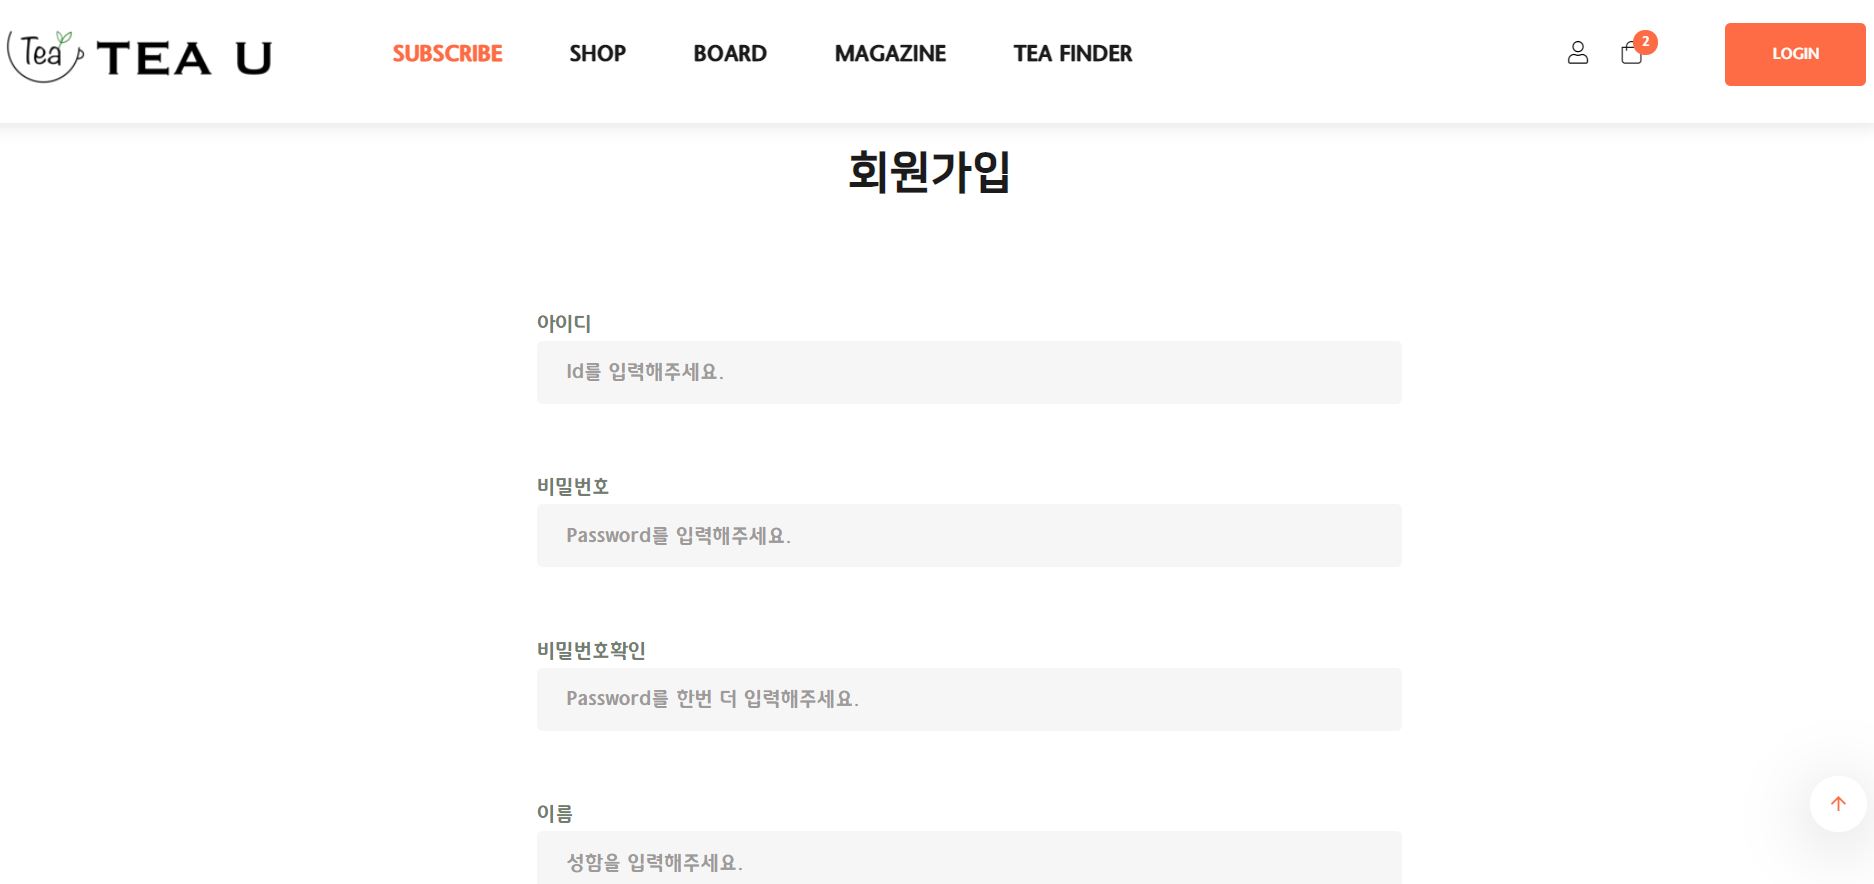 Tea TEA U SUBSCRIBE SHOP BOARD MAGAZINE TEA FINDER 2 LOGIN
회원가입
아이디
Id를 입력해주세요.
비밀번호
Password를 입력해주세요.
비밀번호확인
Password를 한번 더 입력해주세요.
이름
성함을 입력해주세요.